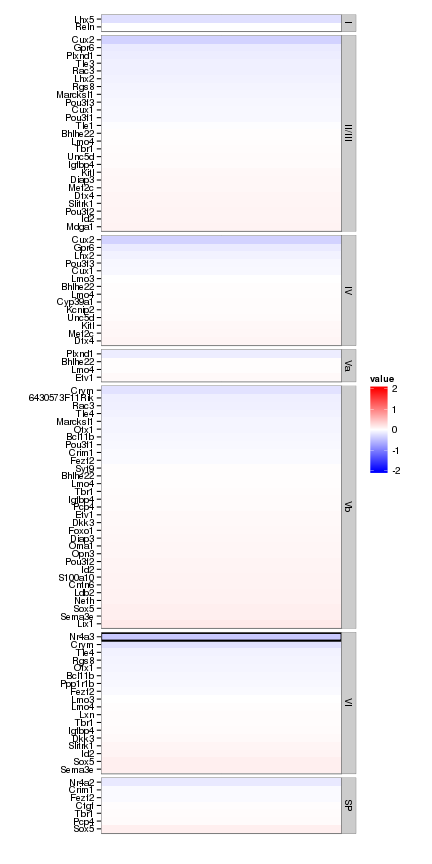 Lhx5
Reln
I
Cux2
Gpr6
Plxnd1
Tle3
Rac3
Lhx2
Rgs8
Marcksl1
Pou3f3
Cux1
Pou3f1
Tle1
Bhlhe22
Lmo4
Tbr1
Unc5d
Igfbp4
Kitl
Diap3
Mef2c
Dtx4
Slitrk1
Pou3f2
Id2
Mdga1
II/III
Cux2
Gpr6
Lhx2
Pou3f3
Cux1
Lmo3
Bhlhe22
Lmo4
Cyp39a1
Kcnip2
Unc5d
Kitl
Mef2c
Dtx4
IV
Plxnd1
Bhlhe22
Lmo4
Etv1
Va
Crym
6430573F11Rik
Rac3
Tle4
Marcksl1
Otx1
Bcl11b
Pou3f1
Crim1
Fezf2
Syt9
Bhlhe22
Lmo4
Tbr1
Igfbp4
Pcp4
Etv1
Dkk3
Foxo1
Diap3
Oma1
Opn3
Pou3f2
Id2
S100a10
Cntn6
Ldb2
Nefh
Sox5
Sema3e
Lix1
Vb
Nr4a3
Crym
Tle4
Rgs8
Otx1
Bcl11b
Ppp1r1b
Fezf2
Lmo3
Lmo4
Lxn
Tbr1
Igfbp4
Dkk3
Slitrk1
Id2
Sox5
Sema3e
VI
Nr4a2
Crim1
Fezf2
Ctgf
Tbr1
Pcp4
Sox5
SP
value
2
1
0
-1
-2